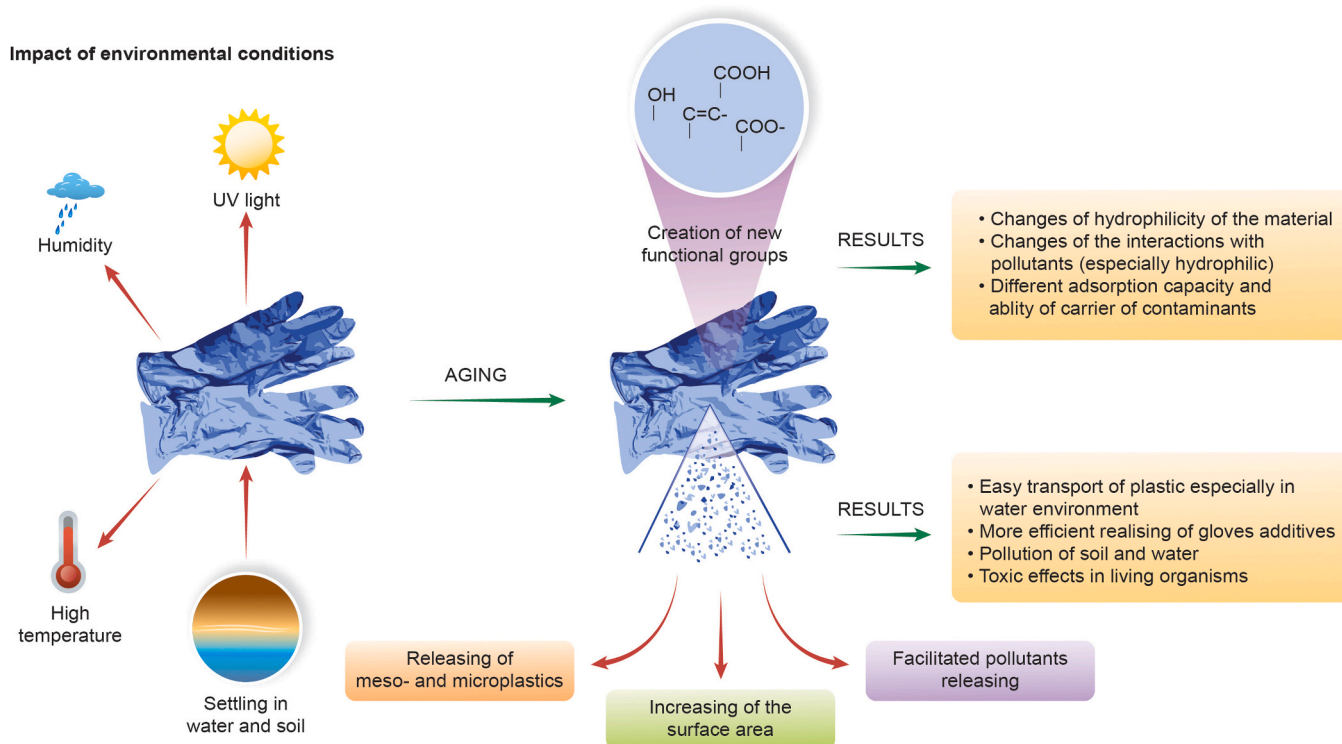 Impact of environmental conditions
UV light
Humidity
High
temperature
Settling in
water and soil
AGING
OH
COOH
C=C-
COO-
Creation of new
functional groups
RESULTS
• Changes of hydrophilicity of the material
• Changes of the interactions with
pollutants (especially hydrophilic)
• Different adsorption capacity and
ablity of carrier of contaminants
RESULTS
• Easy transport of plastic especially in
water environment
• More efficient realising of gloves additives
• Pollution of soil and water
• Toxic effects in living organisms
Releasing of
meso- and microplastics
Increasing of the
surface area
Facilitated pollutants
releasing